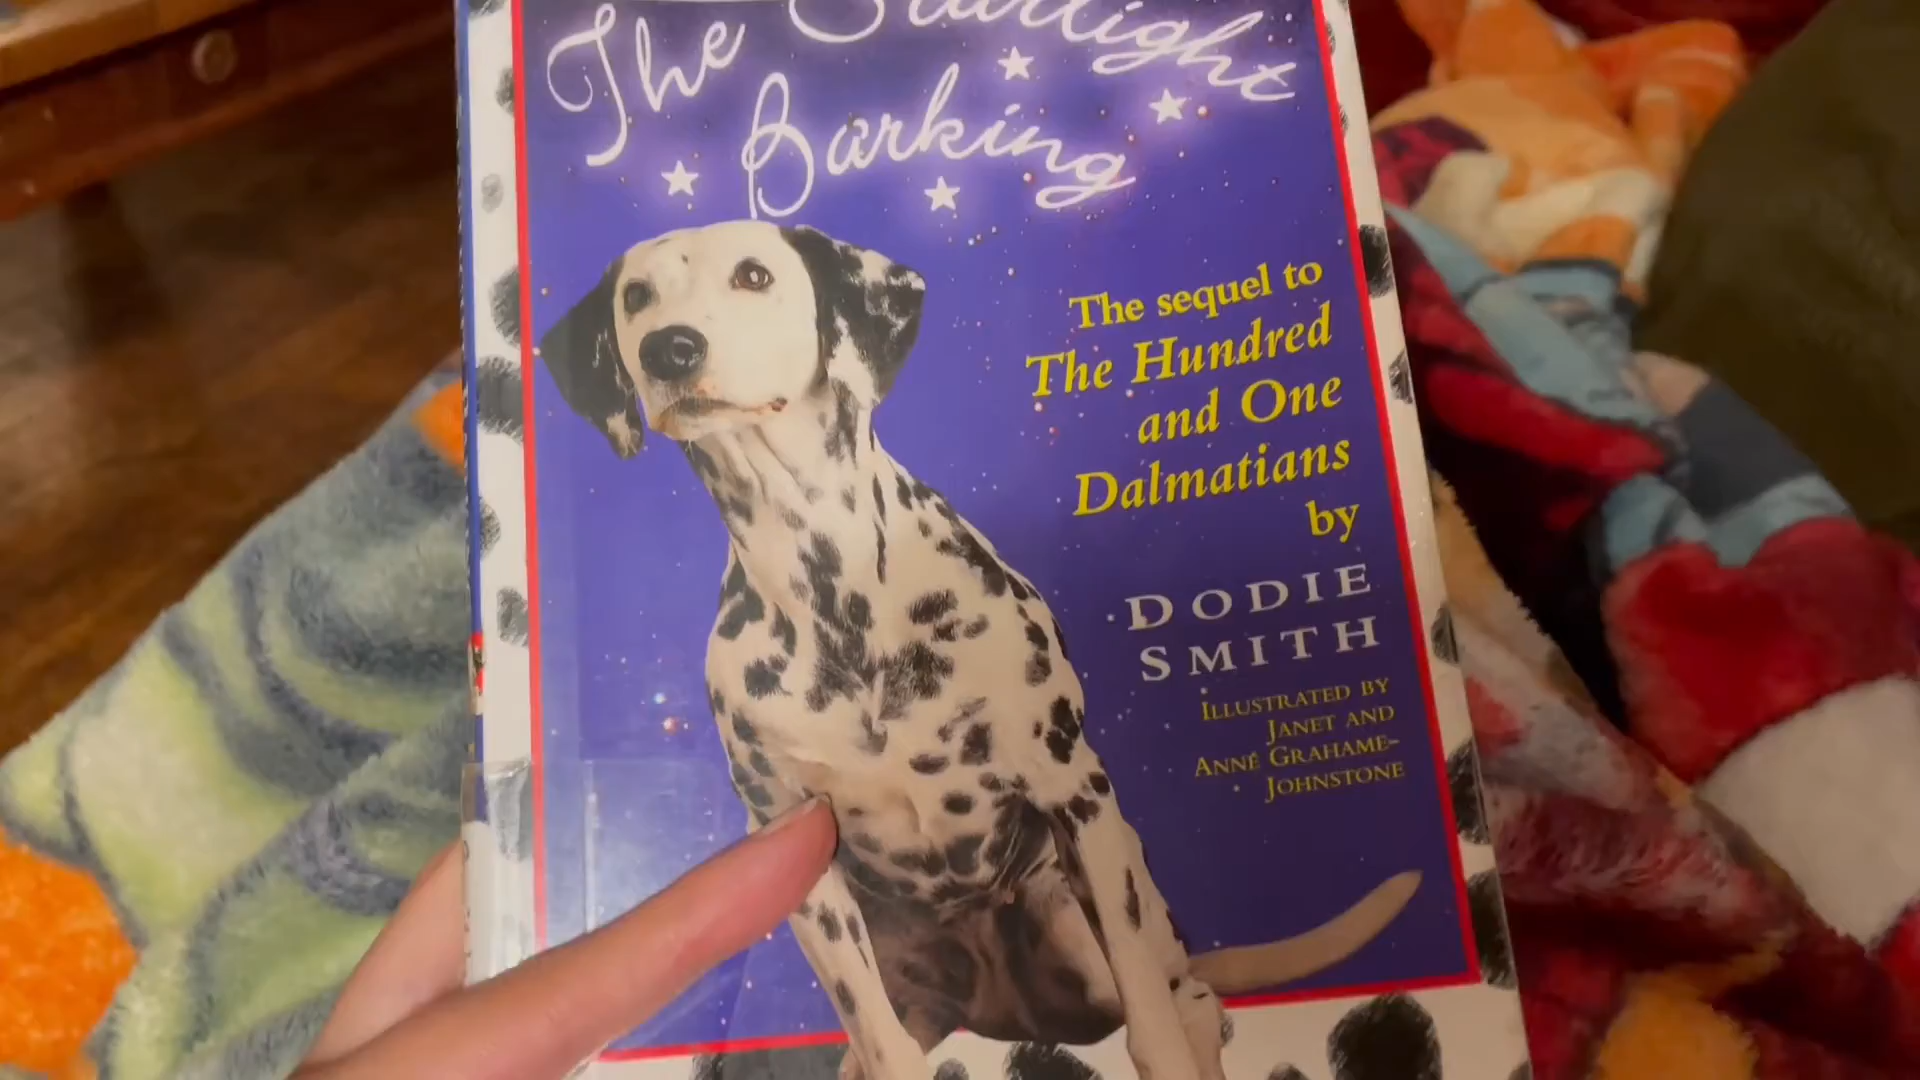 The Starlight
Barking
The sequel to
The Hundred
and One
Dalmatians
by
DODIE
SMITH
ILLUSTRATED BY
JANET AND
ANNE GRAHAME-
JOHNSTONE